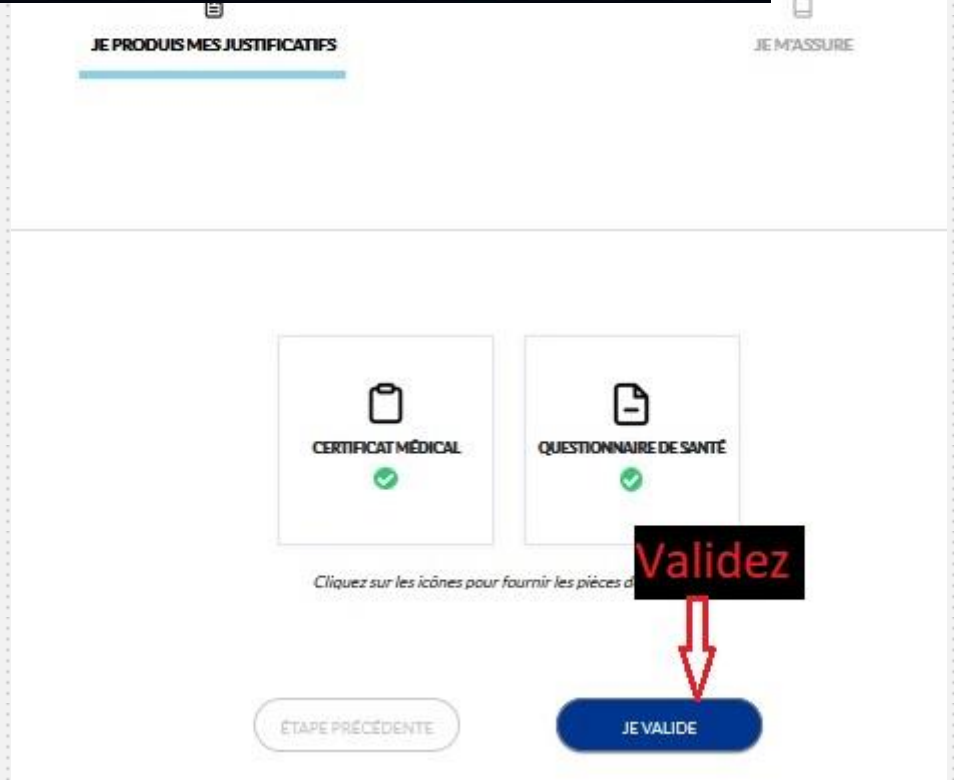 JE PRODUIS MES JUSTIFICATIFS
JE M'ASSURE
CERTIFICAT MÉDICAL
QUESTIONNAIRE DE SANTÉ
Validez
Cliquez sur les icônes pour fournir les pièces
ÉTAPE PRÉCÉDENTE
JE VALIDE